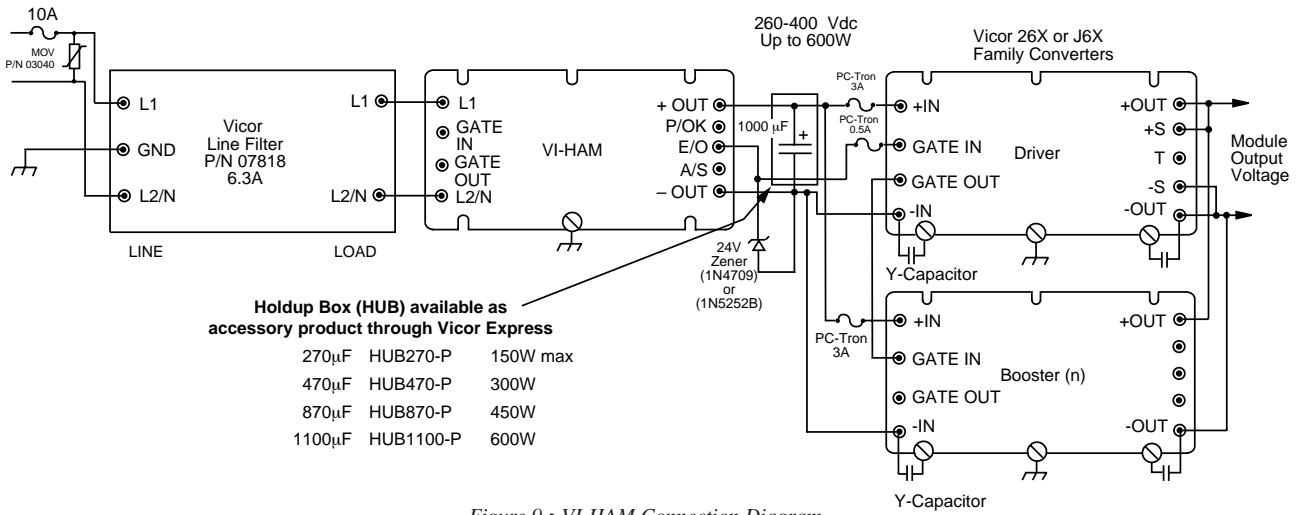 10A
MOV
P/N 03040
L1
GND
L2/N
Vicor
Line Filter
P/N 07818
6.3A
L1
L2/N
LINE
LOAD
L1
GATE
IN
GATE
OUT
L2/N
VI-HAM
+ OUT
P/OK
E/O
A/S
– OUT
260-400 Vdc
Up to 600W
1000 µF
+
24V
Zener
(1N4709)
or
(1N5252B)
PC-Tron
3A
PC-Tron
0.5A
Vicor 26X or J6X
Family Converters
+IN
GATE IN
GATE OUT
-IN
Driver
+OUT
+S
T
-S
-OUT
Module
Output
Voltage
Y-Capacitor
PC-Tron
3A
+IN
GATE IN
GATE OUT
-IN
Booster (n)
+OUT
-OUT
Y-Capacitor
Holdup Box (HUB) available as
accessory product through Vicor Express
270µF HUB270-P 150W max
470µF HUB470-P 300W
870µF HUB870-P 450W
1100µF HUB1100-P 600W
Figure 9 • VI-HAM Connection Diagram